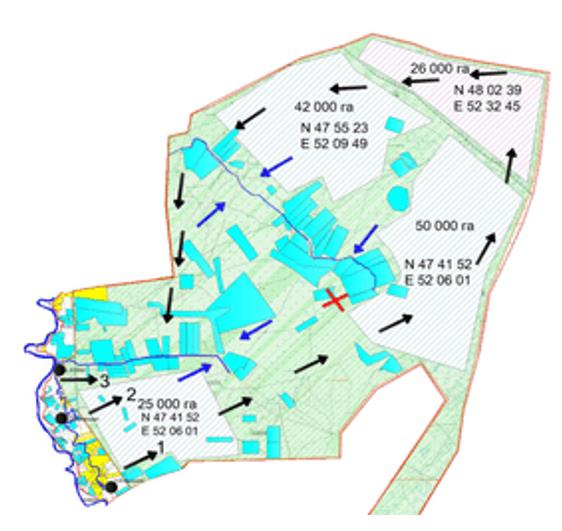 26 000 га
N 48 02 39
E 52 32 45
42 000 га
N 47 55 23
E 52 09 49
50 000 га
N 47 41 52
E 52 06 01
3
2
25 000 га
N 47 41 52
E 52 06 01
1